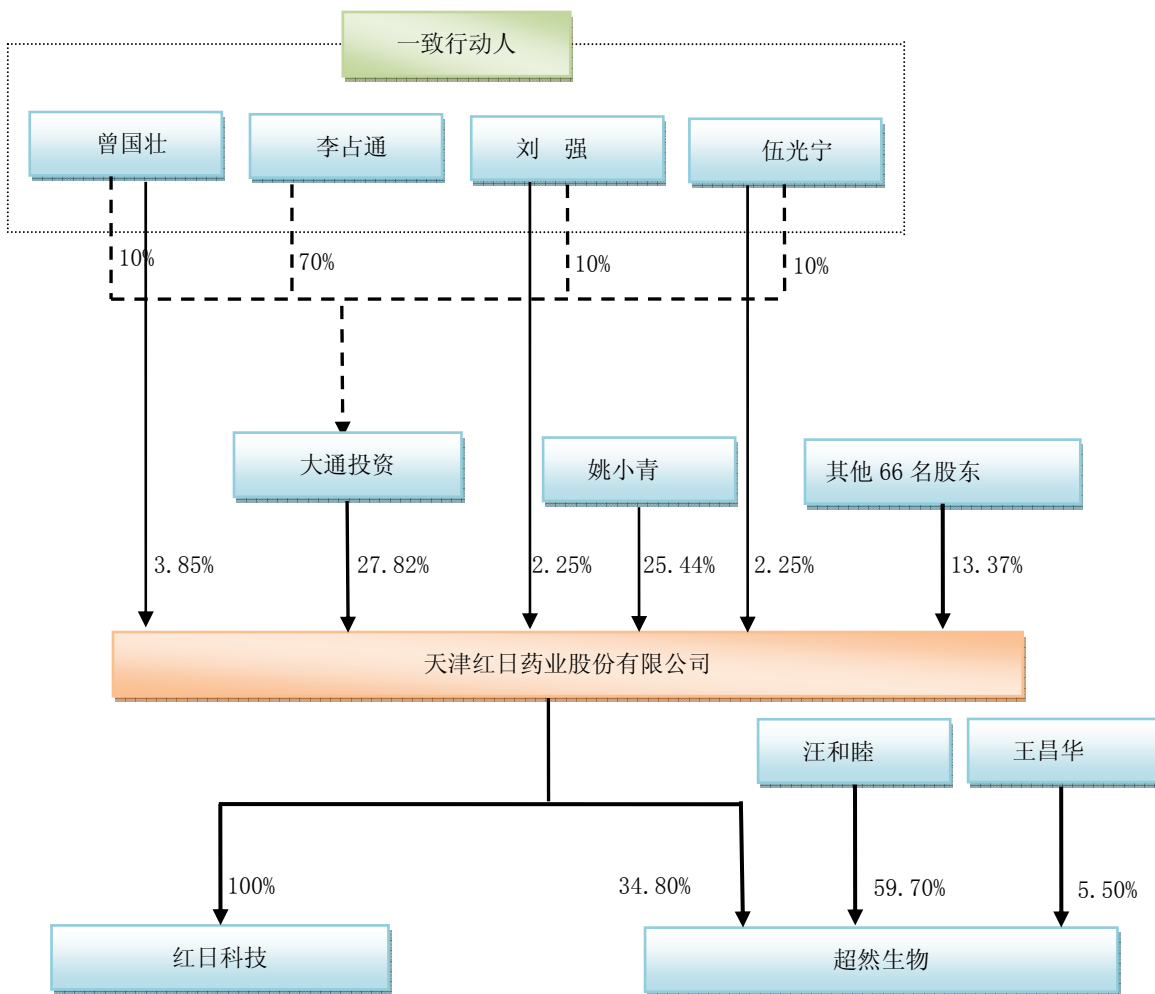 一致行动人
曾国壮
李占通
刘 强
伍光宁
10%
70%
10%
10%
大通投资
姚小青
其他 66 名股东
3.85%
27.82%
2.25%
25.44%
2.25%
13.37%
天津红日药业股份有限公司
汪和睦
王昌华
100%
34.80%
59.70%
5.50%
红日科技
超然生物